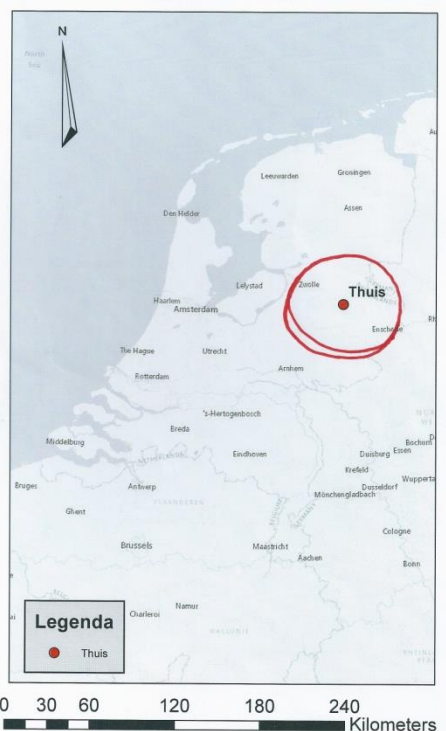 N
North
Sea
Leeuwarden
Groningen
Assen
Den Helder
Lelystad
Zwolle
Thuis
Haarlem
Amsterdam
Enschede
The Hague
Utrecht
Arnhem
Rotterdam
's-Hertogenbosch
Breda
Middelburg
Eindhoven
Bochum
Duisburg
Essen
Krefeld
Dusseldorf
Wupperta
Mönchengladbach
Bruges
Antwerp
Ghent
Cologne
Brussels
Maastricht
Aachen
Bonn
Charleroi
Namur
Legenda
Thuis
0 30 60 120 180 240
Kilometers